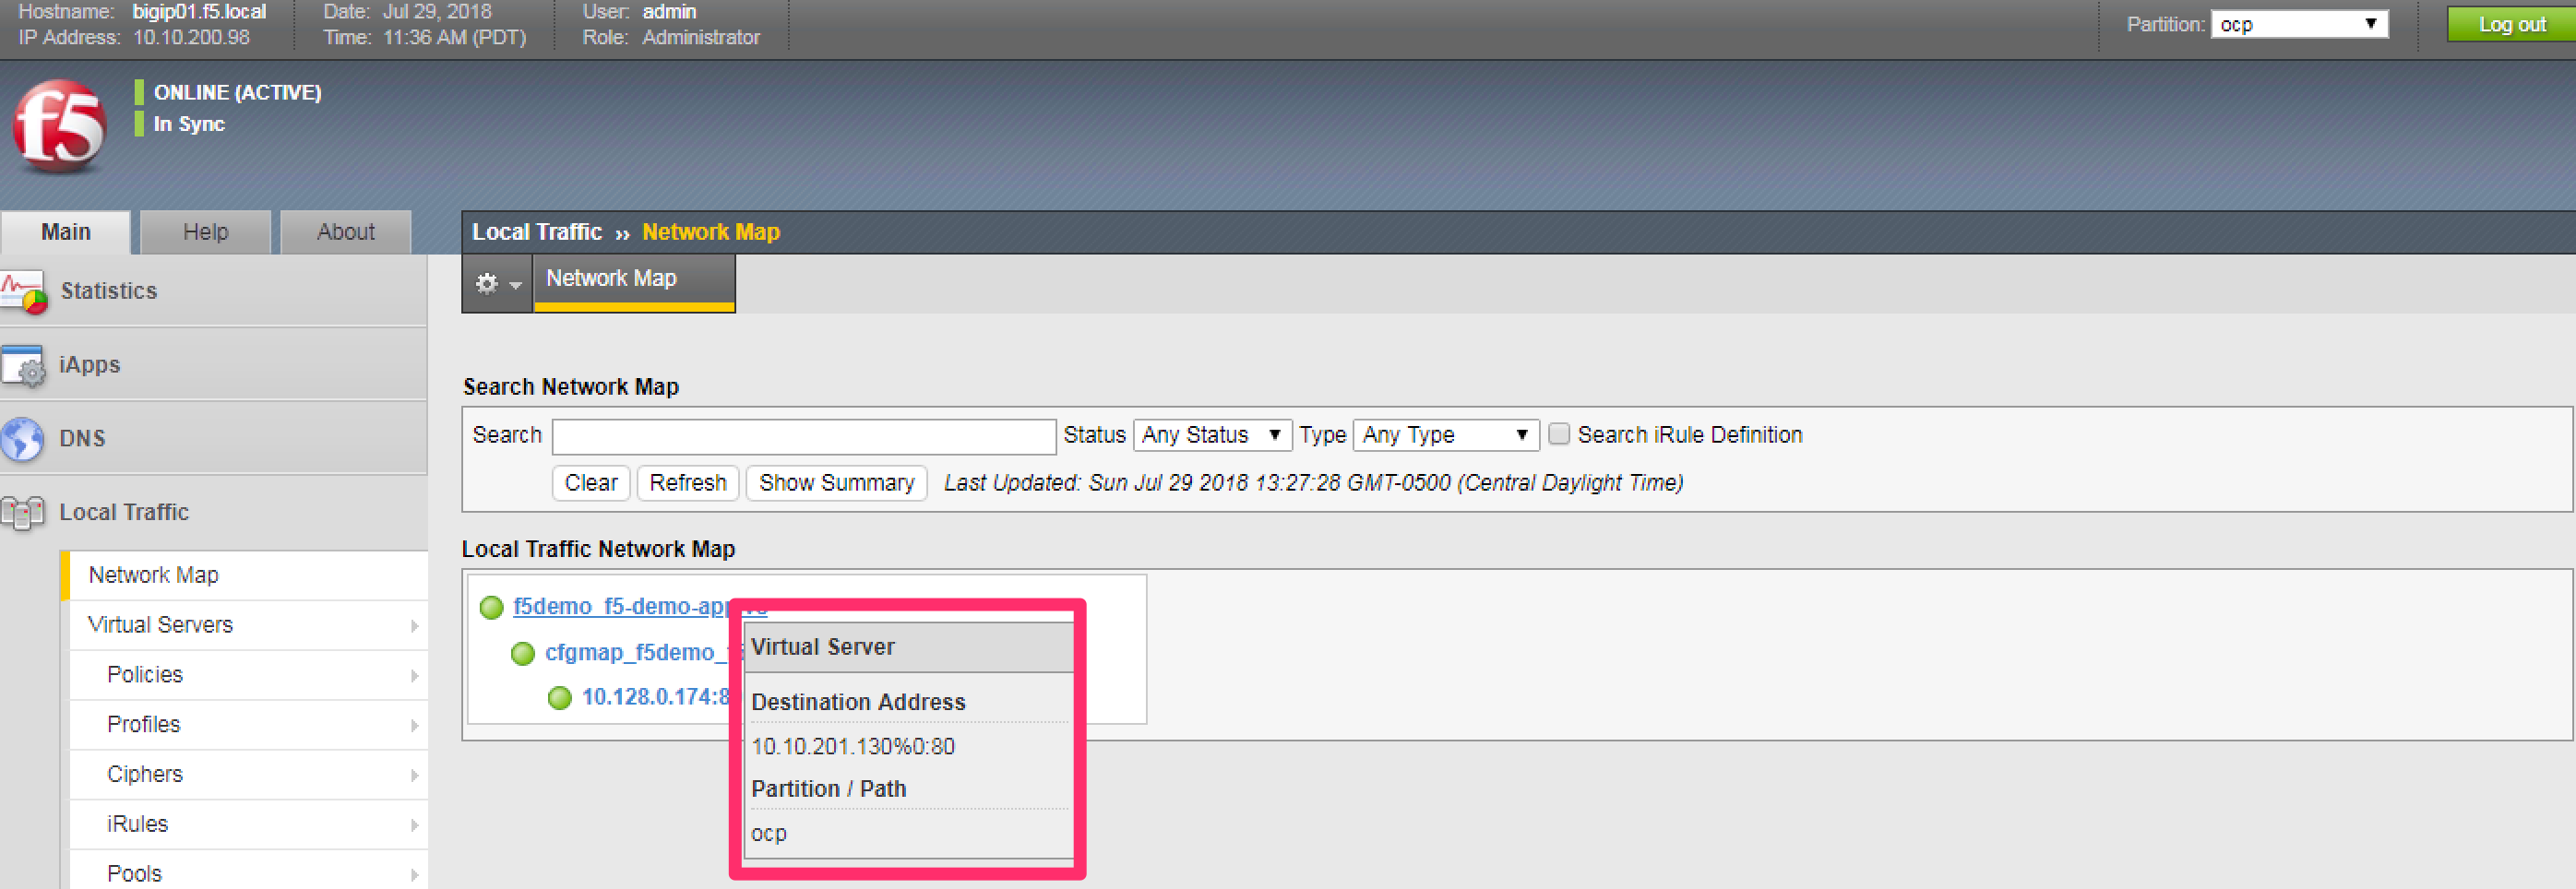 Hostname: bigip01.f5.local Date: Jul 29, 2018 User: admin Partition: ocp Log out
IP Address: 10.10.200.98 Time: 11:36 AM (PDT) Role: Administrator
f5
ONLINE (ACTIVE)
In Sync
Main Help About
Local Traffic ›› Network Map
Network Map
Statistics
iApps
DNS
Local Traffic
Network Map
Virtual Servers
Policies
Profiles
Ciphers
iRules
Pools
Search Network Map
Search Status Any Status Type Any Type Search iRule Definition
Clear Refresh Show Summary Last Updated: Sun Jul 29 2018 13:27:28 GMT-0500 (Central Daylight Time)
Local Traffic Network Map
f5demo_f5-demo-app
cfgmap_f5demo_
10.128.0.174:8
Virtual Server
Destination Address
10.10.201.130%0:80
Partition / Path
ocp